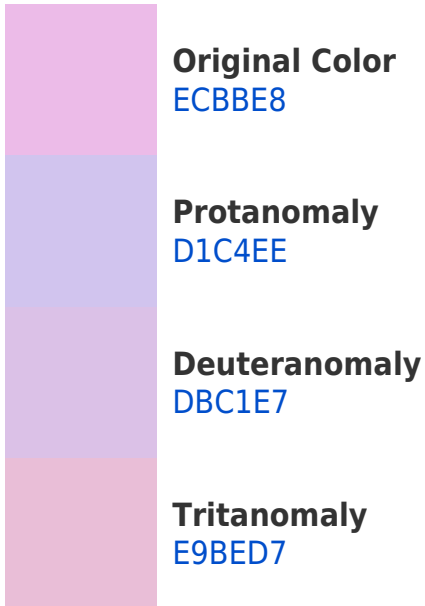 Original Color
ECBBE8
Protanomaly
D1C4EE
Deuteranomaly
DBC1E7
Tritanomaly
E9BED7